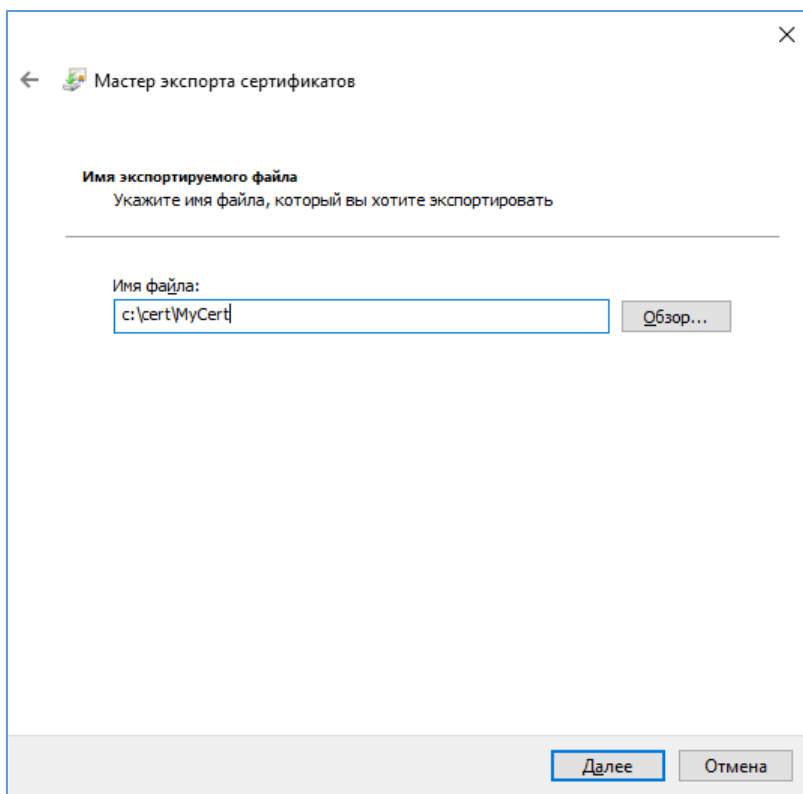 Мастер экспорта сертификатов
Имя экспортируемого файла
Укажите имя файла, который вы хотите экспортировать
Имя файла:
c:\cert\MyCert
Обзор...
Далее
Отмена